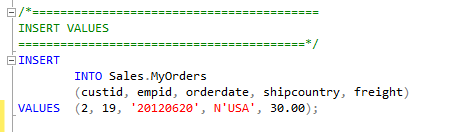 /*========================================
INSERT VALUES
========================================*/
INSERT
INTO Sales.MyOrders
(custid, empid, orderdate, shipcountry, freight)
VALUES (2, 19, '20120620', N'USA', 30.00);